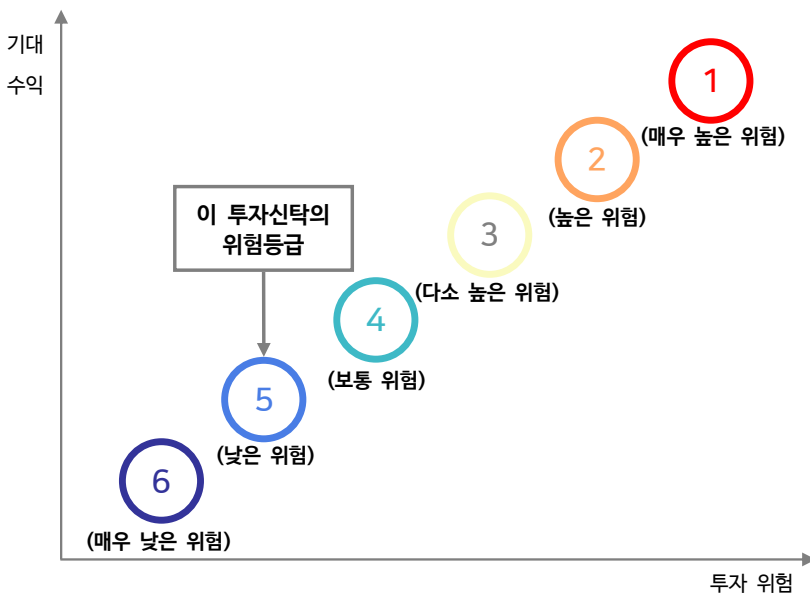 기대
수익
1
(매우 높은 위험)
2
(높은 위험)
이 투자신탁의
위험등급
3
(다소 높은 위험)
4
(보통 위험)
5
(낮은 위험)
6
(매우 낮은 위험)
투자 위험